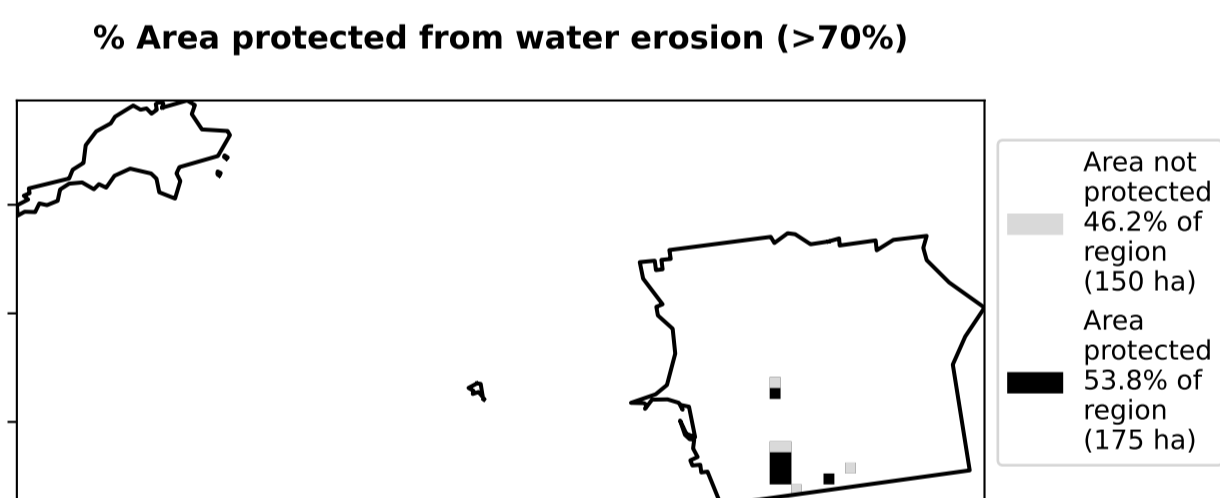 % Area protected from water erosion (>70%)
Area not
protected
46.2% of
region
(150 ha)
Area
protected
53.8% of
region
(175 ha)